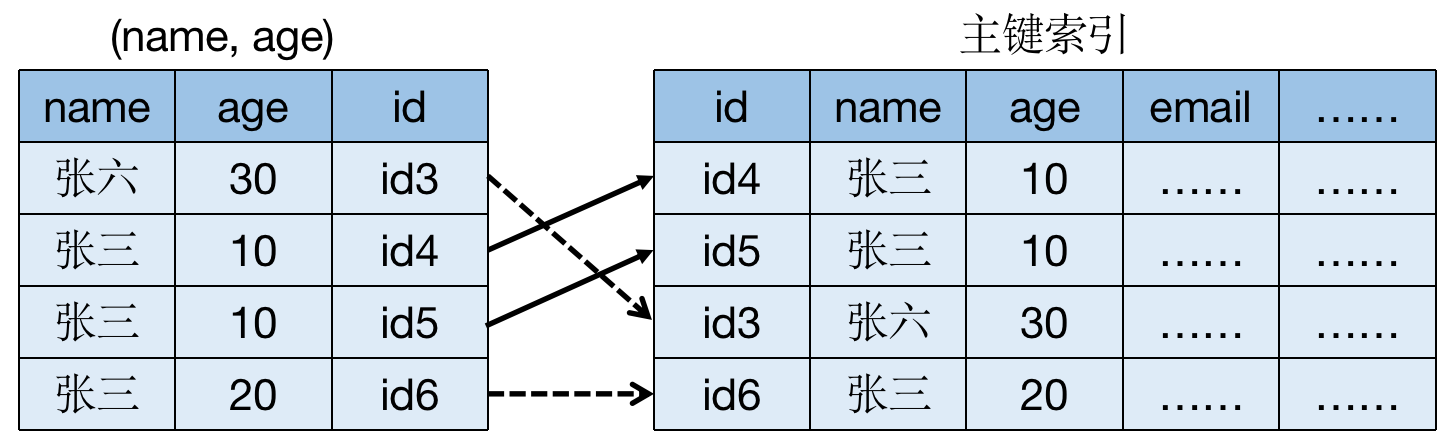 (name, age)
主键索引
name age id
张六 30 id3
张三 10 id4
张三 10 id5
张三 20 id6
id name age email ……
id4 张三 10 …… ……
id5 张三 10 …… ……
id3 张六 30 …… ……
id6 张三 20 …… ……